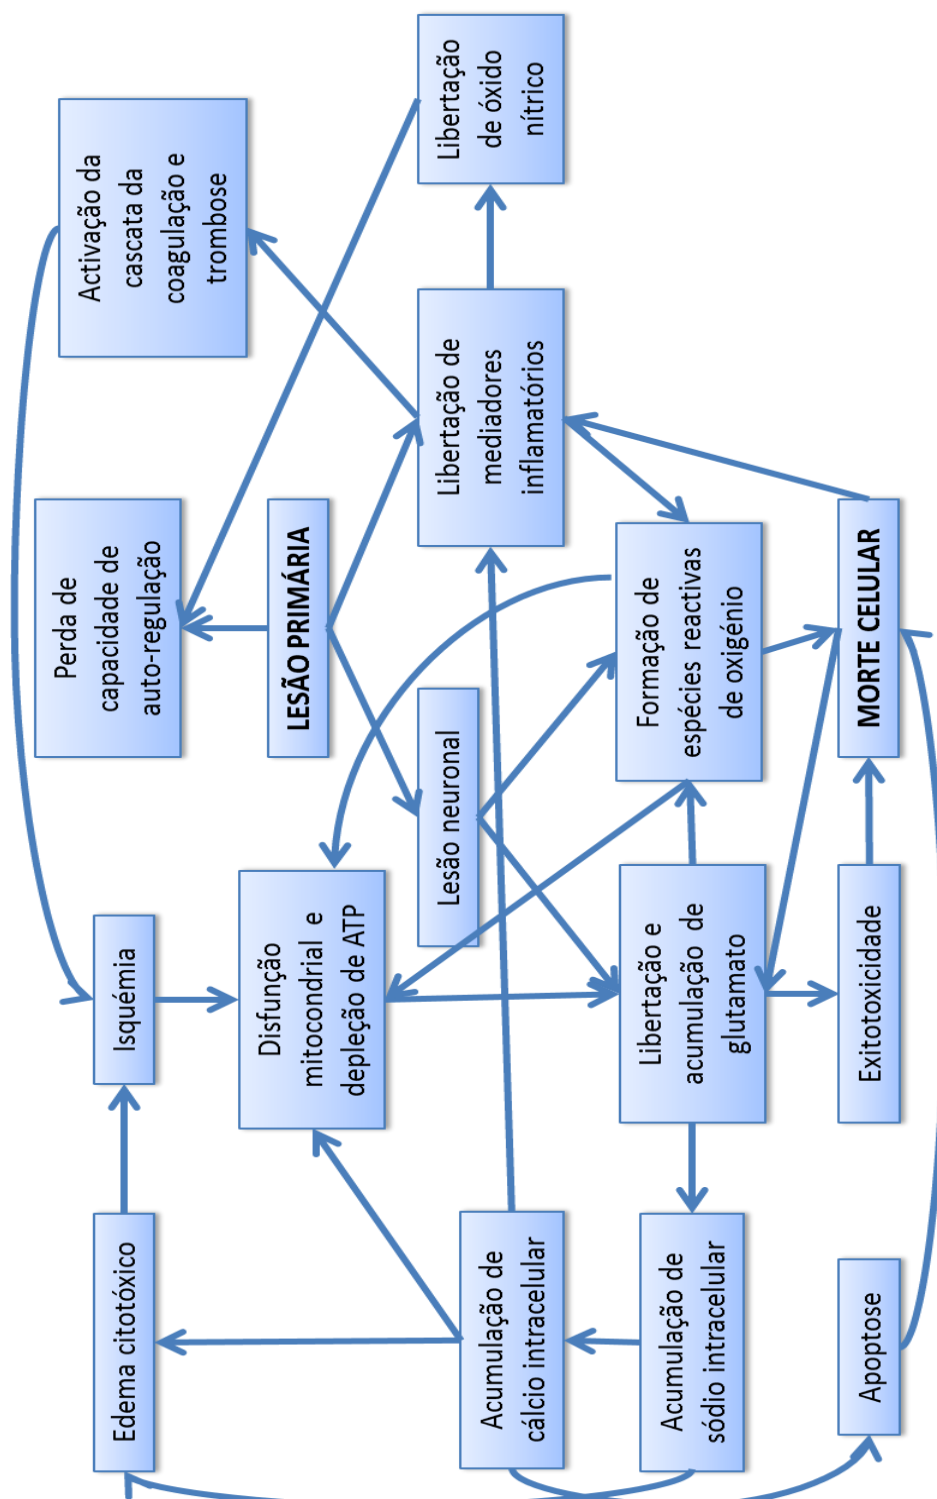 Edema citotóxico
Isquémia
Perda de
capacidade de
auto-regulação
Activação da
cascata da
coagulação e
trombose
Disfunção
mitocondrial e
depleção de ATP
LESÃO PRIMÁRIA
Acumulação de
cálcio intracelular
Lesão neuronal
Libertação de
mediadores
inflamatórios
Libertação
de óxido
nítrico
Acumulação de
sódio intracelular
Libertação e
acumulação de
glutamato
Formação de
espécies reactivas
de oxigénio
Apoptose
Exitotoxicidade
MORTE CELULAR